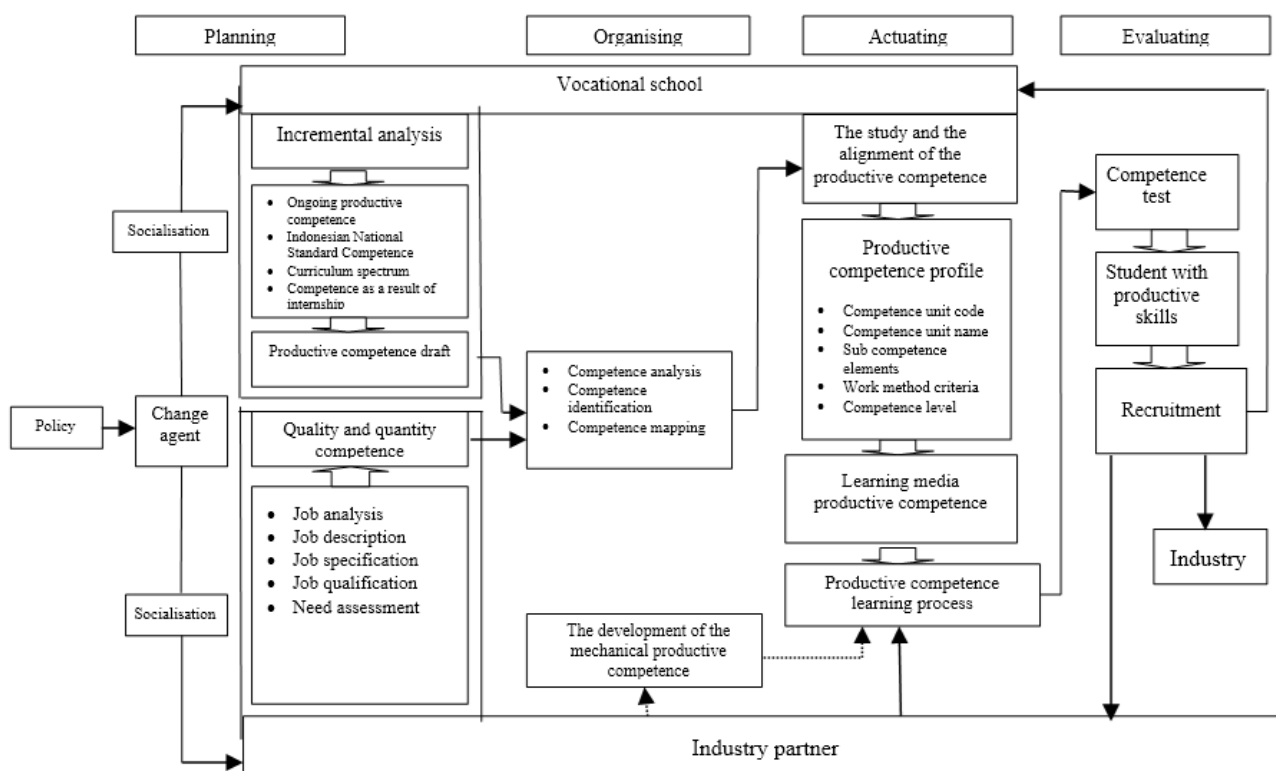 Planning
Organising
Actuating
Evaluating
Vocational school
Incremental analysis
• Ongoing productive
competence
• Indonesian National
Standard Competence
• Curriculum spectrum
• Competence as a result of
internship
Productive competence draft
Socialisation
Policy
Change
agent
Socialisation
Quality and quantity
competence
• Job analysis
• Job description
• Job specification
• Job qualification
• Need assessment
• Competence analysis
• Competence
identification
• Competence mapping
The development of the
mechanical productive
competence
The study and the
alignment of the
productive competence
Productive
competence profile
• Competence unit code
• Competence unit name
• Sub competence
elements
• Work method criteria
• Competence level
Learning media
productive competence
Productive competence
learning process
Competence
test
Student with
productive
skills
Recruitment
Industry
Industry partner